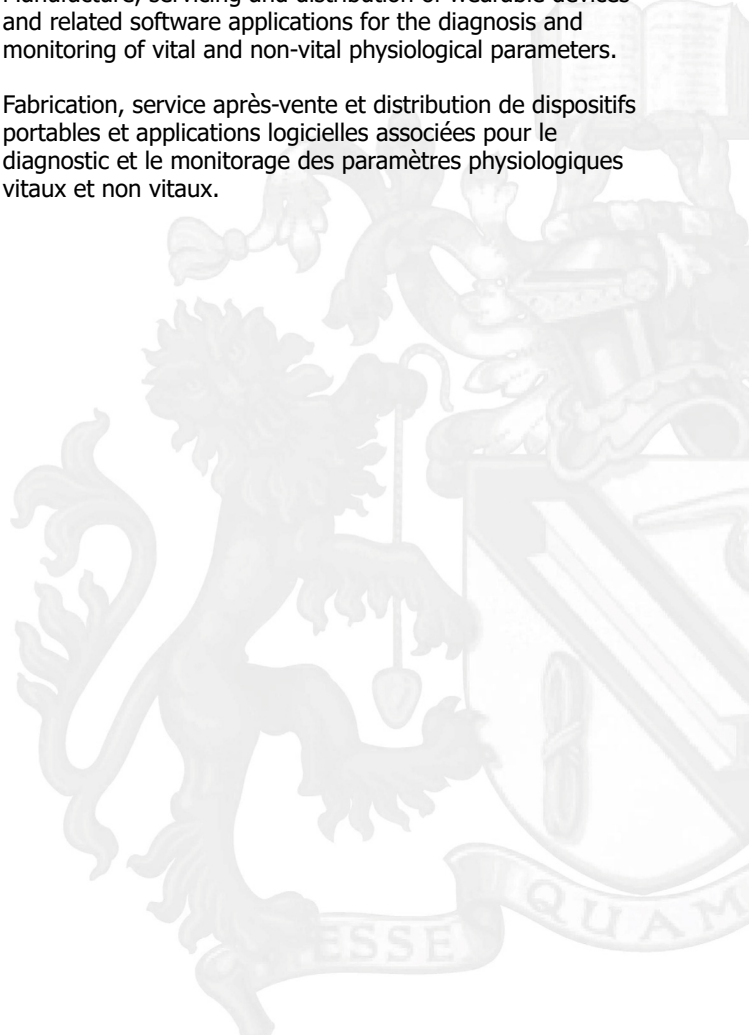 Manufacture, servicing and distribution of wearable devices
and related software applications for the diagnosis and
monitoring of vital and non-vital physiological parameters.
Fabrication, service après-vente et distribution de dispositifs
portables et applications logicielles associées pour le
diagnostic et le monitorage des paramètres physiologiques
vitaux et non vitaux.
ESSE
QUAM